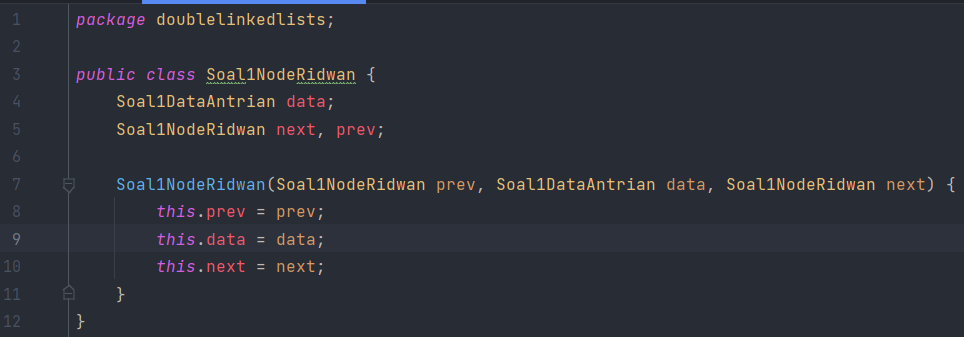 1 package doublelinkedlists;
2
3 public class Soal1NodeRidwan {
4 Soal1DataAntrian data;
5 Soal1NodeRidwan next, prev;
6
7 Soal1NodeRidwan(Soal1NodeRidwan prev, Soal1DataAntrian data, Soal1NodeRidwan next) {
8 this.prev = prev;
9 this.data = data;
10 this.next = next;
11 }
12 }